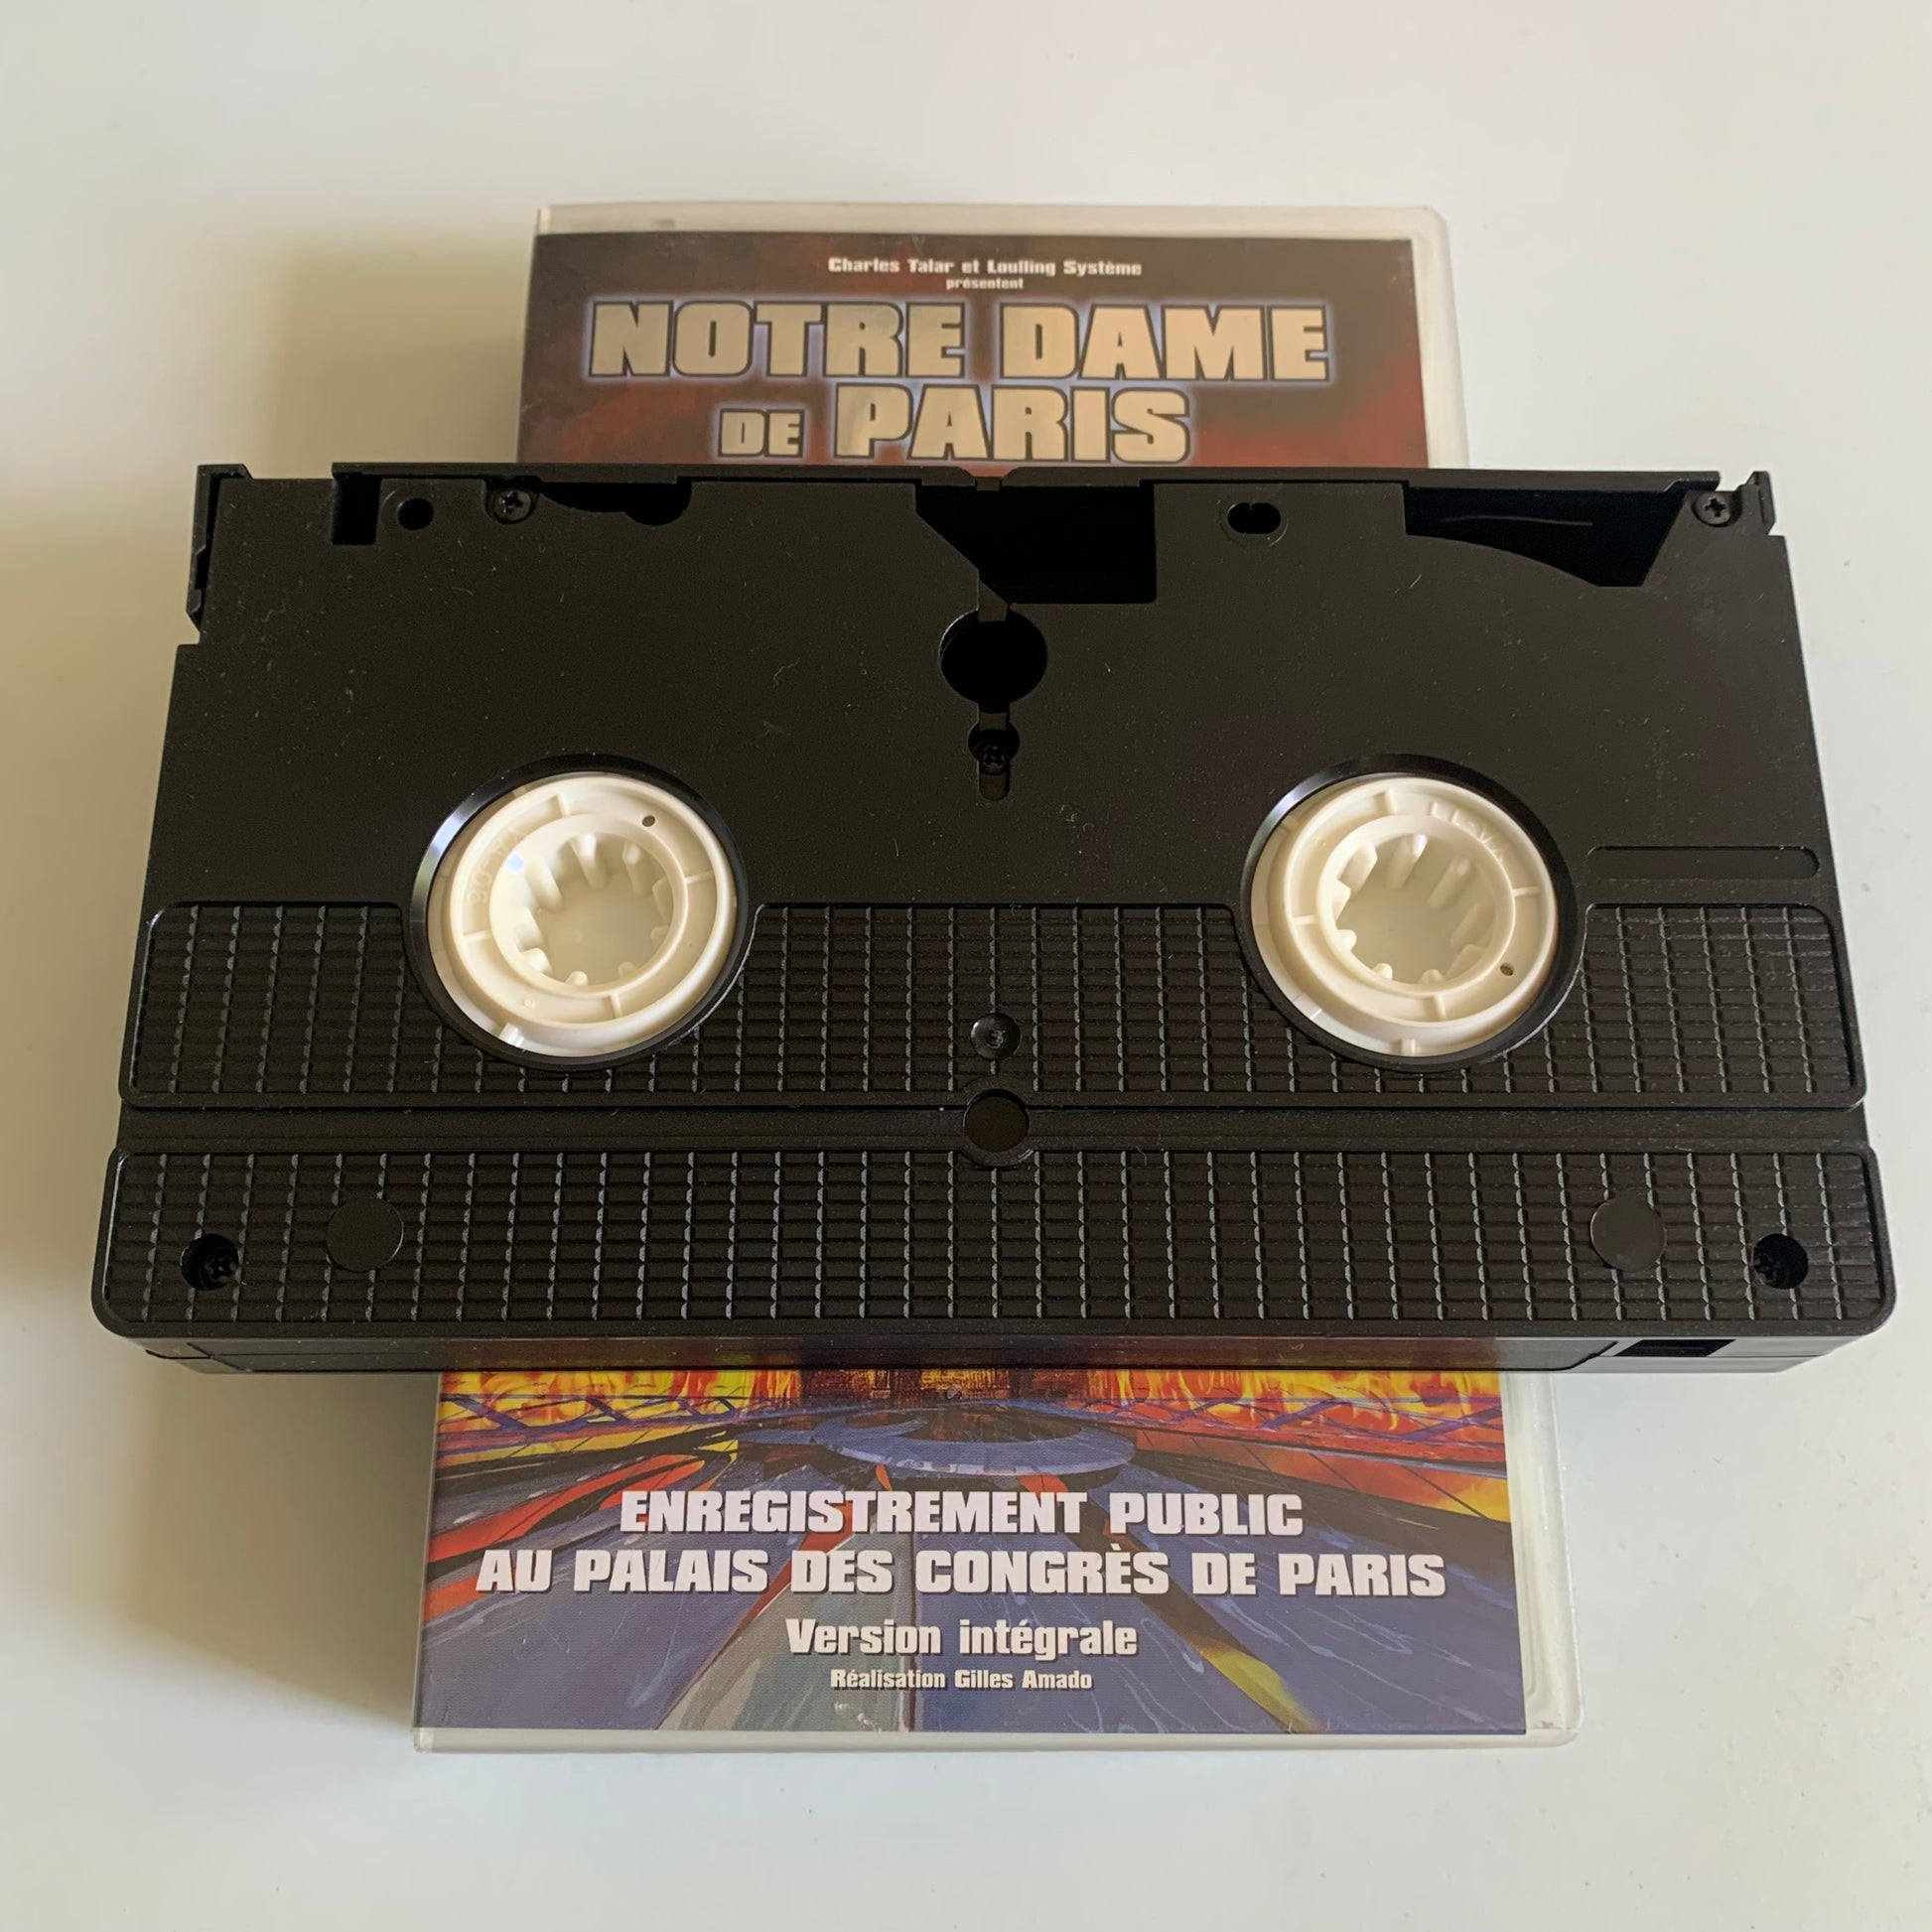 Charles Talar et Loulling Système
présentent
NOTRE DAME
DE PARIS
ENREGISTREMENT PUBLIC
AU PALAIS DES CONGRÈS DE PARIS
Version intégrale
Réalisation Gilles Amado